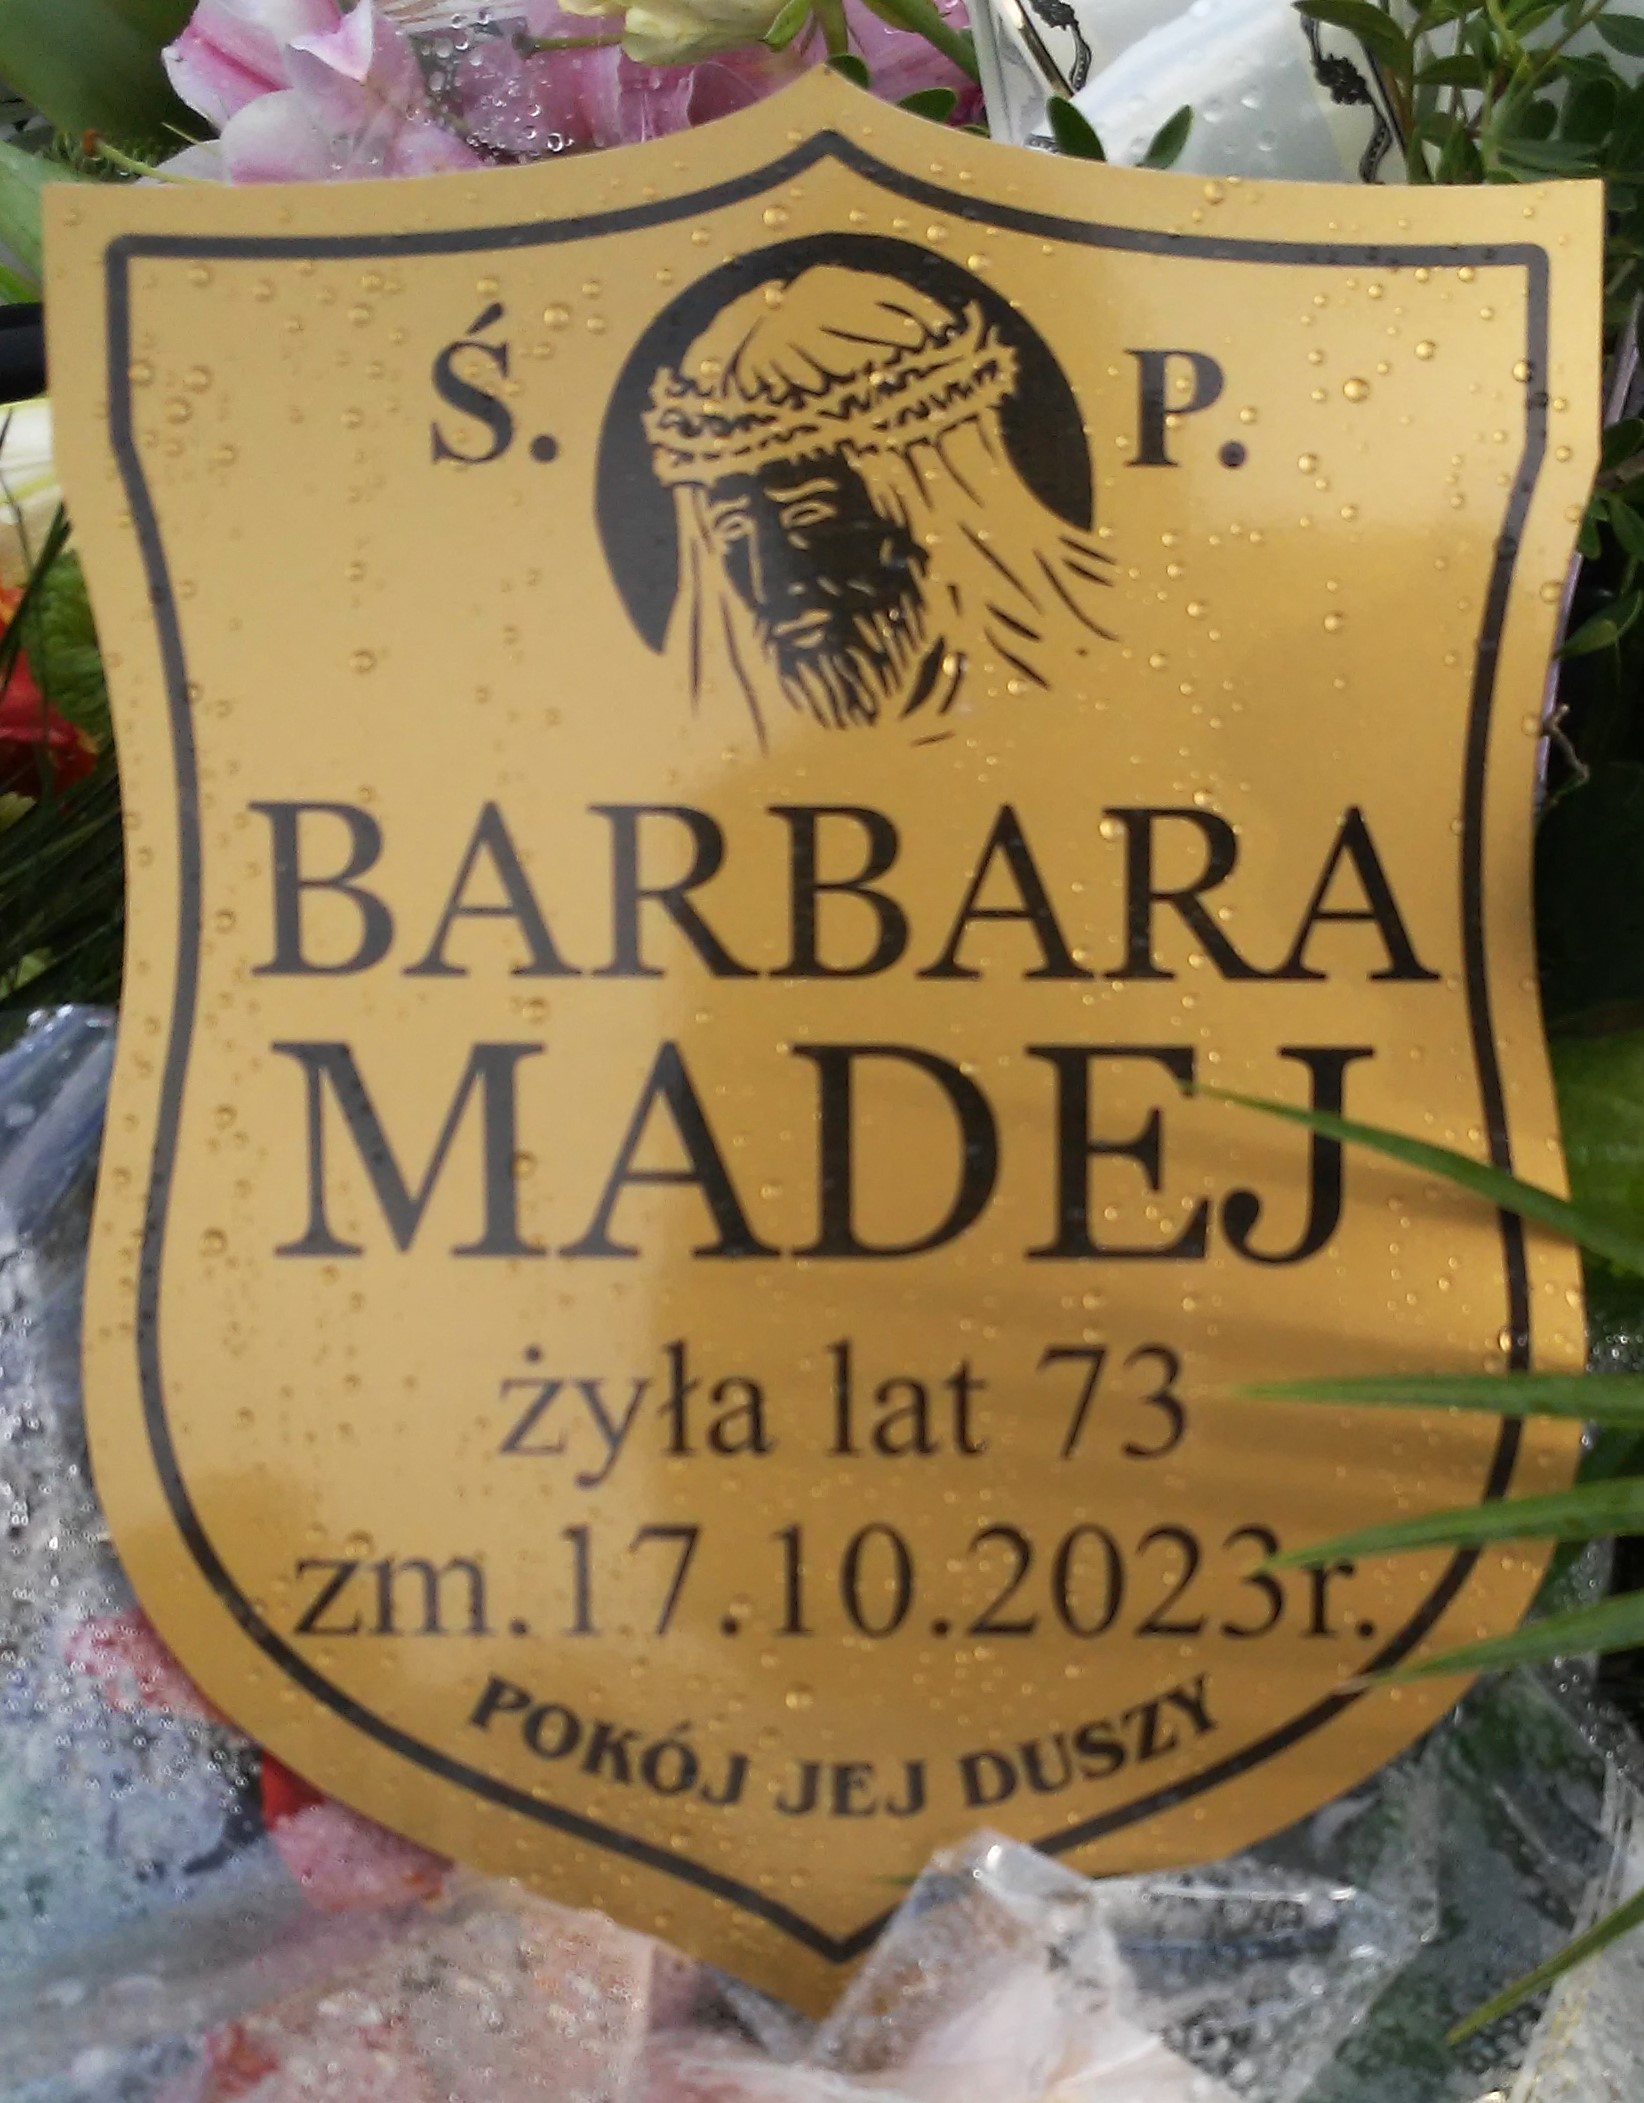 Ś. P.
BARBARA
MADEJ
żyła lat 73
zm.17.10.2023r.
POKÓJ JEJ DUSZY